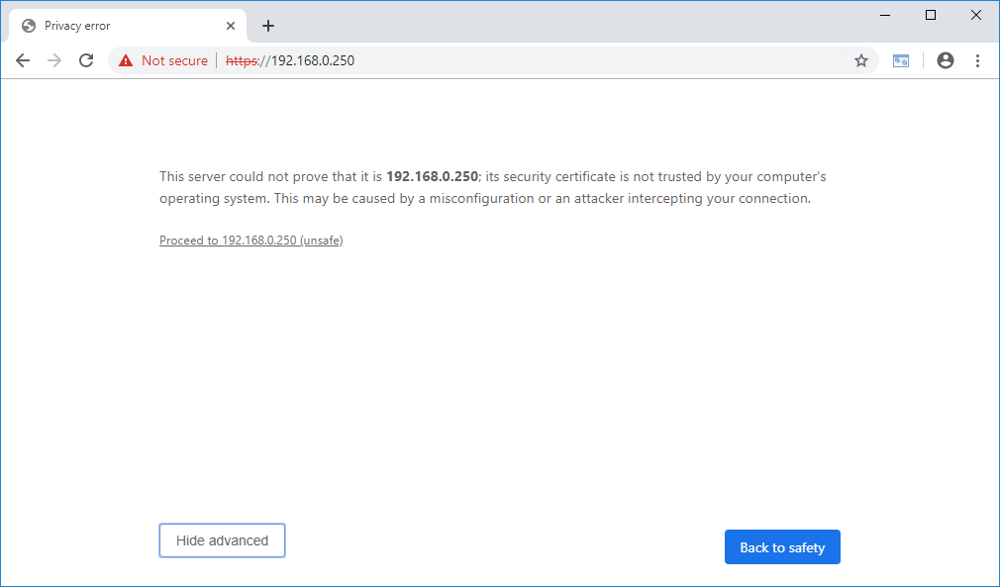 Privacy error
Not secure | https://192.168.0.250
This server could not prove that it is 192.168.0.250; its security certificate is not trusted by your computer's
operating system. This may be caused by a misconfiguration or an attacker intercepting your connection.
Proceed to 192.168.0.250 (unsafe)
Hide advanced
Back to safety